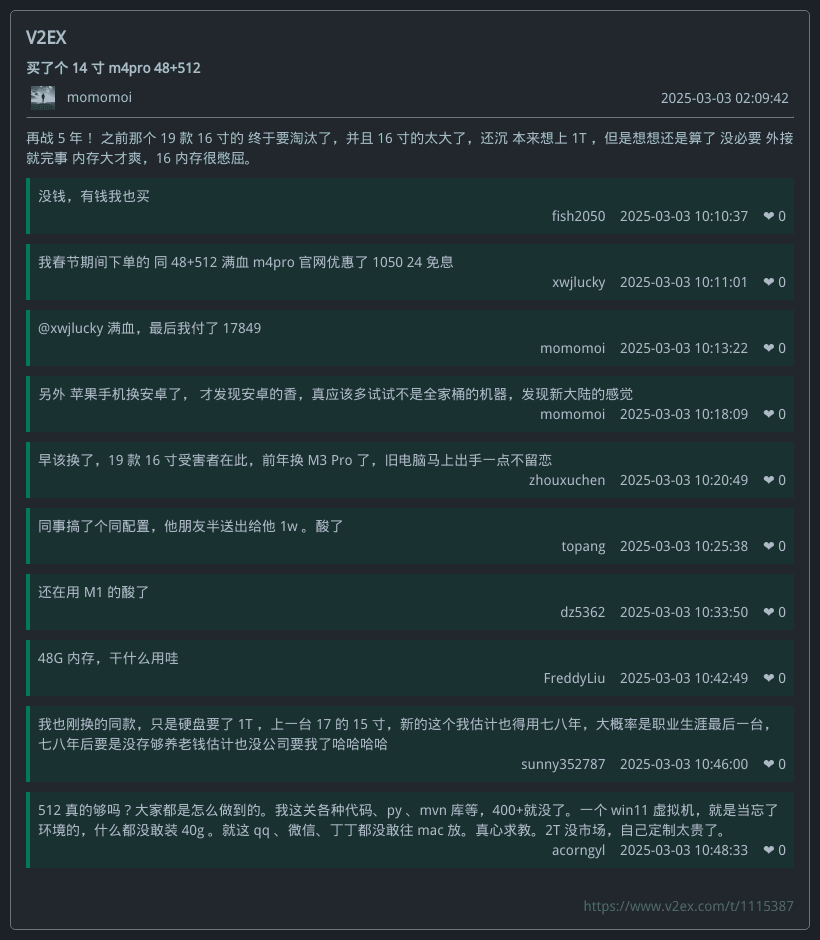 V2EX
买了个 14 寸 m4pro 48+512
momomoi 2025-03-03 02:09:42
再战 5 年！ 之前那个 19 款 16 寸的 终于要淘汰了，并且 16 寸的太大了，还沉 本来想上 1T ，但是想想还是算了 没必要 外接
就完事 内存大才爽，16 内存很憋屈。
没钱，有钱我也买
fish2050 2025-03-03 10:10:37 ❤ 0
我春节期间下单的 同 48+512 满血 m4pro 官网优惠了 1050 24 免息
xwjlucky 2025-03-03 10:11:01 ❤ 0
@xwjlucky 满血，最后我付了 17849
momomoi 2025-03-03 10:13:22 ❤ 0
另外 苹果手机换安卓了， 才发现安卓的香，真应该多试试不是全家桶的机器，发现新大陆的感觉
momomoi 2025-03-03 10:18:09 ❤ 0
早该换了，19 款 16 寸受害者在此，前年换 M3 Pro 了，旧电脑马上出手一点不留恋
zhouxuchen 2025-03-03 10:20:49 ❤ 0
同事搞了个同配置，他朋友半送出给他 1w 。酸了
topang 2025-03-03 10:25:38 ❤ 0
还在用 M1 的酸了
dz5362 2025-03-03 10:33:50 ❤ 0
48G 内存，干什么用哇
FreddyLiu 2025-03-03 10:42:49 ❤ 0
我也刚换的同款，只是硬盘要了 1T ，上一台 17 的 15 寸，新的这个我估计也得用七八年，大概率是职业生涯最后一台，
七八年后要是没存够养老钱估计也没公司要我了哈哈哈哈
sunny352787 2025-03-03 10:46:00 ❤ 0
512 真的够吗？大家都是怎么做到的。我这关各种代码、py 、mvn 库等，400+就没了。一个 win11 虚拟机，就是当忘了
环境的，什么都没敢装 40g 。就这 qq 、微信、丁丁都没敢往 mac 放。真心求教。2T 没市场，自己定制太贵了。
acorngyl 2025-03-03 10:48:33 ❤ 0
https://www.v2ex.com/t/1115387